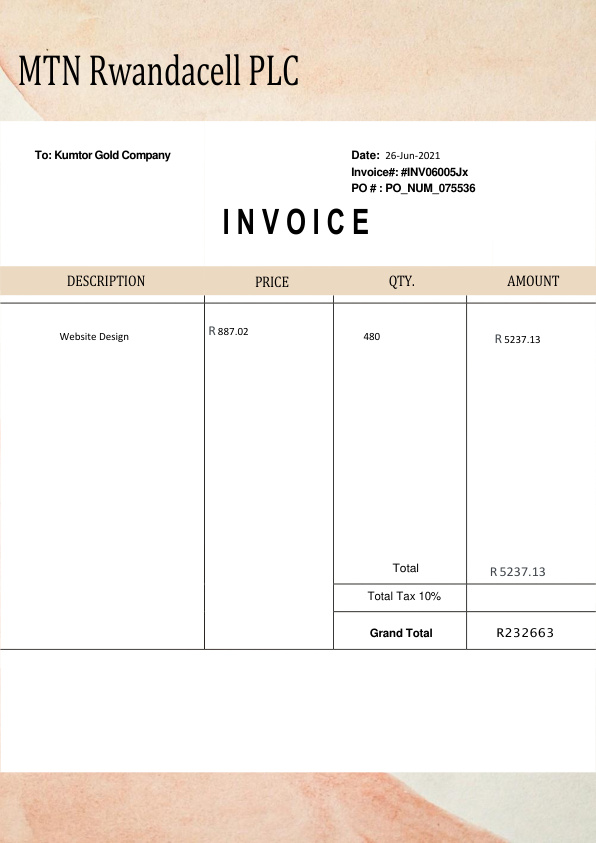 MTN Rwandacell PLC
To: Kumtor Gold Company
Date: 26-Jun-2021
Invoice#: #INV06005Jx
PO # : PO_NUM_075536
INVOICE
DESCRIPTION PRICE QTY. AMOUNT
Website Design R 887.02 480 R 5237.13
Total R 5237.13
Total Tax 10%
Grand Total R232663